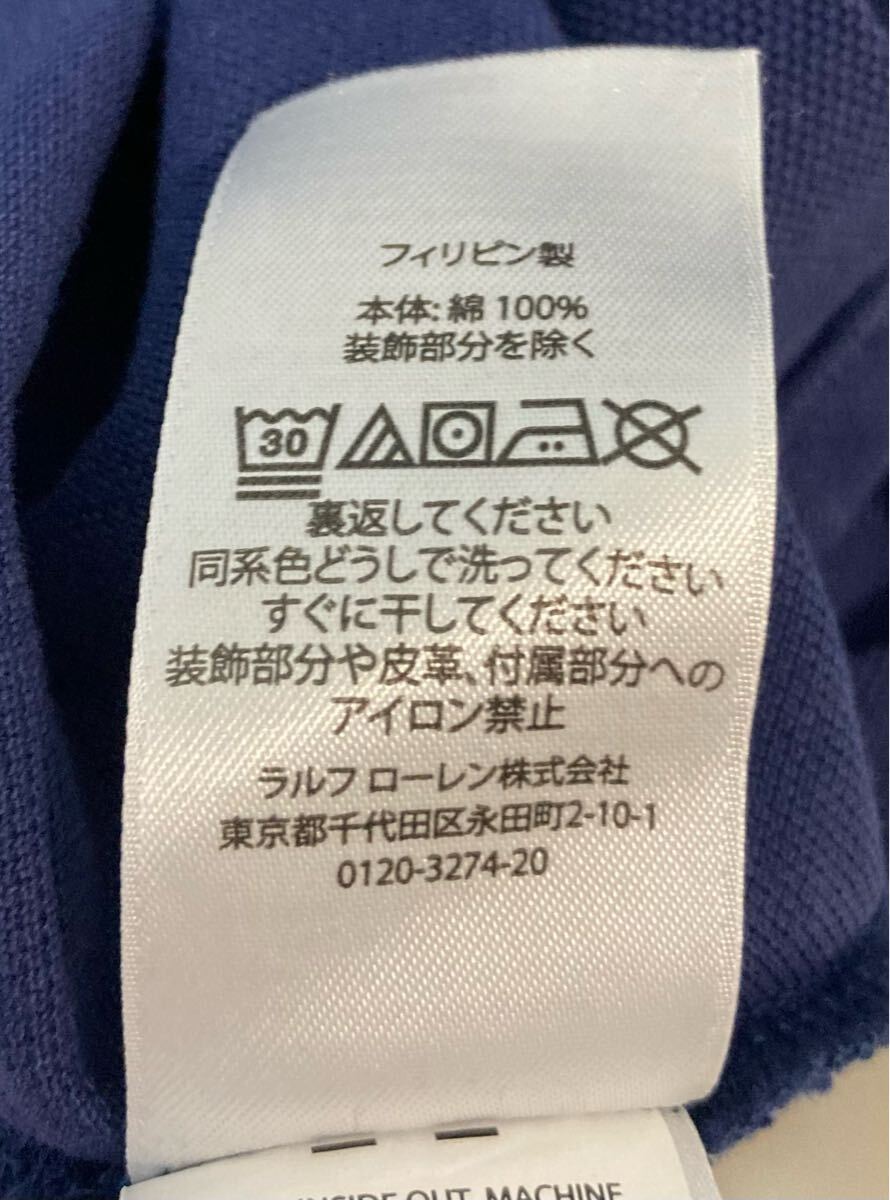 フィリピン製
本体: 綿 100%
装飾部分を除く
30
裏返してください
同系色どうしで洗ってください
すぐに干してください
装飾部分や皮革、付属部分への
アイロン禁止
ラルフ ローレン株式会社
東京都千代田区永田町2-10-1
0120-3274-20
INSIDE OUT, MACHINE